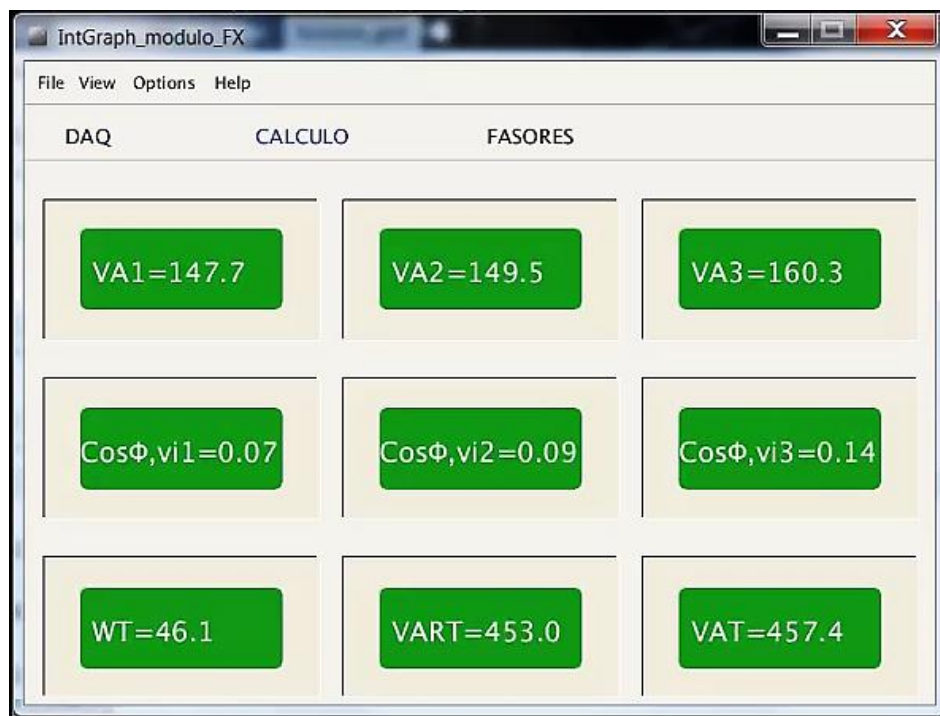 IntGraph_modulo_FX
File View Options Help
DAQ CALCULO FASORES
VA1=147.7 VA2=149.5 VA3=160.3
CosΦ,vi1=0.07 CosΦ,vi2=0.09 CosΦ,vi3=0.14
WT=46.1 VART=453.0 VAT=457.4